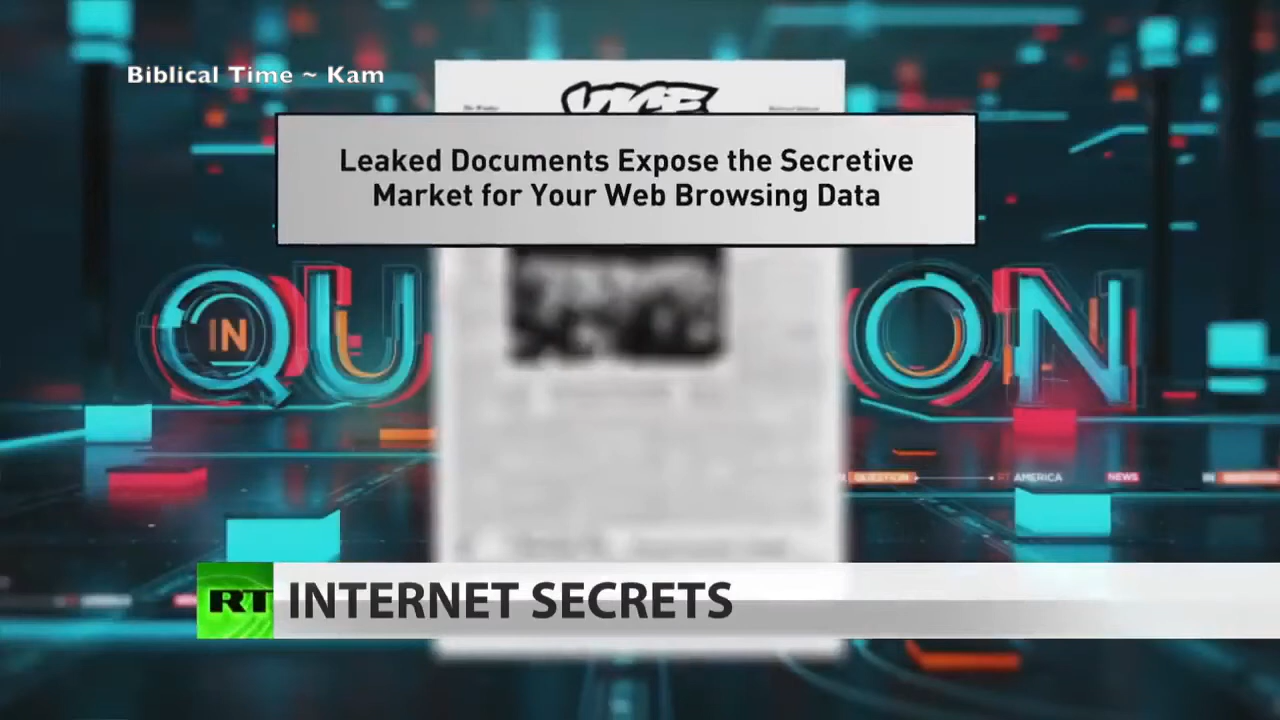 Biblical Time ~ Kam
VICE
Leaked Documents Expose the Secretive
Market for Your Web Browsing Data
IN
QU
ON
QUESTION
RT AMERICA
NEWS
IN
RT
INTERNET SECRETS